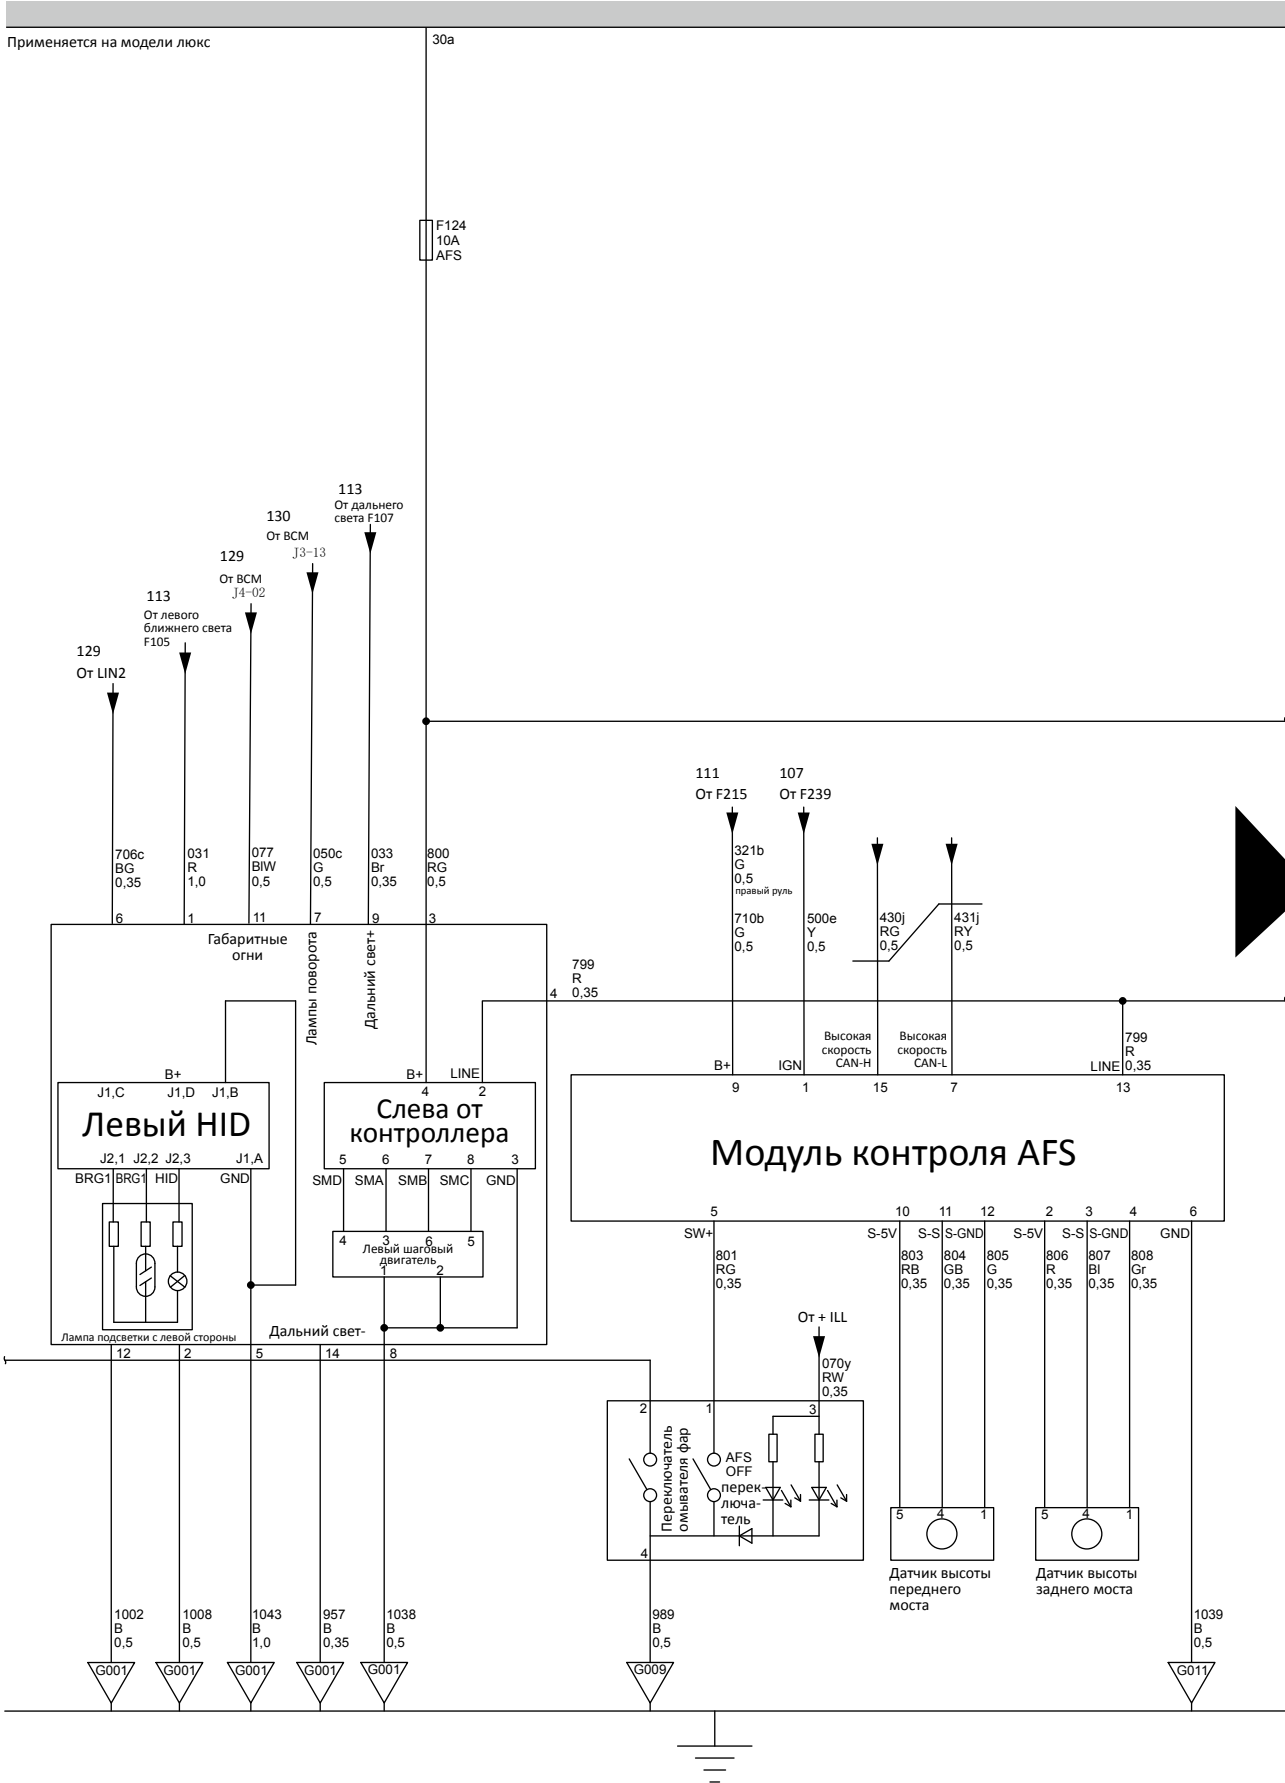 Применяется на модели люкс
30a
F124
10A
AFS
113
От дальнего
света F107
130
От BCM
J3-13
129
От BCM
J4-02
113
От левого
ближнего света
F105
129
От LIN2
111
От F215
107
От F239
706c
BG
0,35
031
R
1,0
077
BlW
0,5
050c
G
0,5
033
Br
0,35
800
RG
0,5
321b
G
0,5
правый руль
710b
G
0,5
500e
Y
0,5
430j
RG
0,5
431j
RY
0,5
6
1
11
7
9
3
Габаритные
огни
Лампы поворота
Дальний свет+
4
799
R
0,35
Высокая
скорость
CAN-H
Высокая
скорость
CAN-L
799
R
0,35
B+
J1,C
J1,D
J1,B
Левый HID
J2,1
J2,2
J2,3
J1,A
BRG1
BRG1
HID
GND
B+
LINE
4
2
Слева от
контроллера
5
6
7
8
3
SMD
SMA
SMB
SMC
GND
4
3
6
5
Левый шаговый
двигатель
1
2
B+
IGN
LINE
9
1
15
7
13
Модуль контроля AFS
5
10
11
12
2
3
4
6
SW+
S-5V
S-S
S-GND
S-5V
S-S
S-GND
GND
801
RG
0,35
803
RB
0,35
804
GB
0,35
805
G
0,35
806
R
0,35
807
Bl
0,35
808
Gr
0,35
Лампа подсветки с левой стороны
Дальний свет-
12
2
5
14
8
От + ILL
070y
RW
0,35
2
1
3
Переключатель
омывателя фар
AFS
OFF
перек-
люча-
тель
4
5
4
1
5
4
1
Датчик высоты
переднего
моста
Датчик высоты
заднего моста
1002
B
0,5
1008
B
0,5
1043
B
1,0
957
B
0,35
1038
B
0,5
989
B
0,5
1039
B
0,5
G001
G001
G001
G001
G001
G009
G011